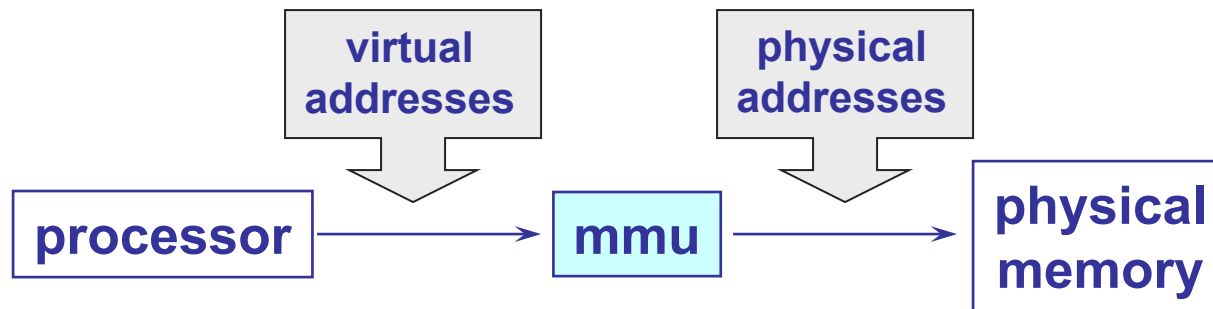 virtual
addresses
physical
addresses
processor
mmu
physical
memory